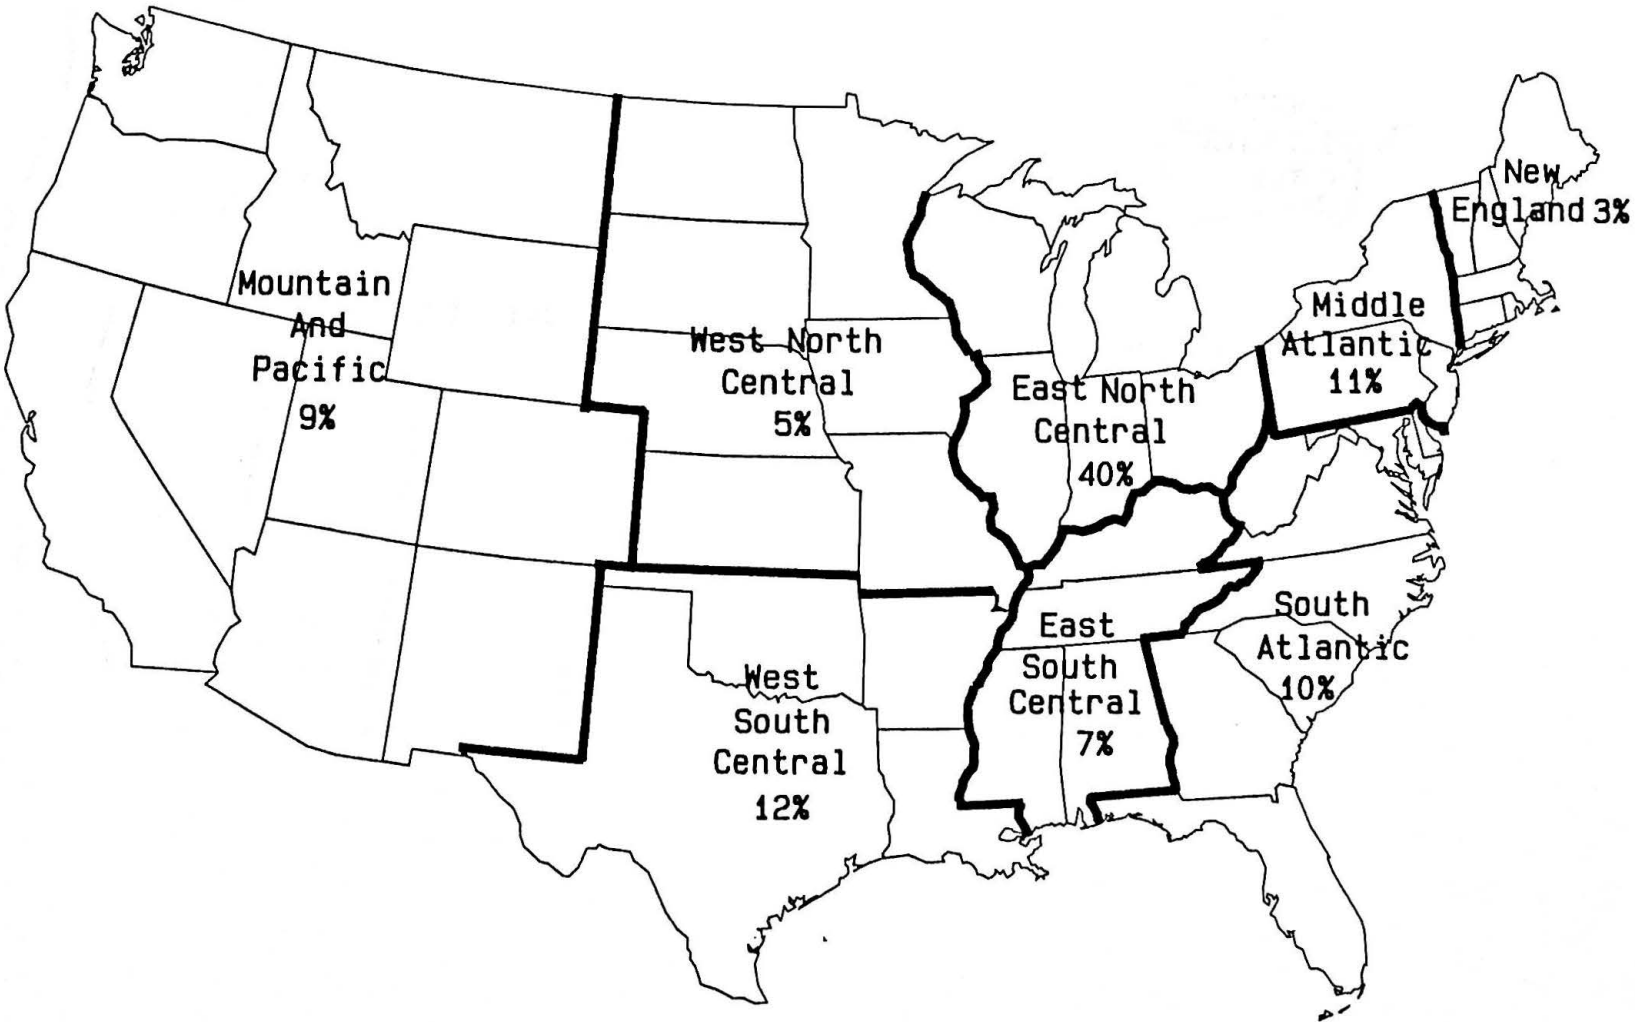 New
England 3%
Mountain
And
Pacific
9%
West North
Central
5%
East North
Central
40%
Middle
Atlantic
11%
West
South
Central
12%
East
South
Central
7%
South
Atlantic
10%